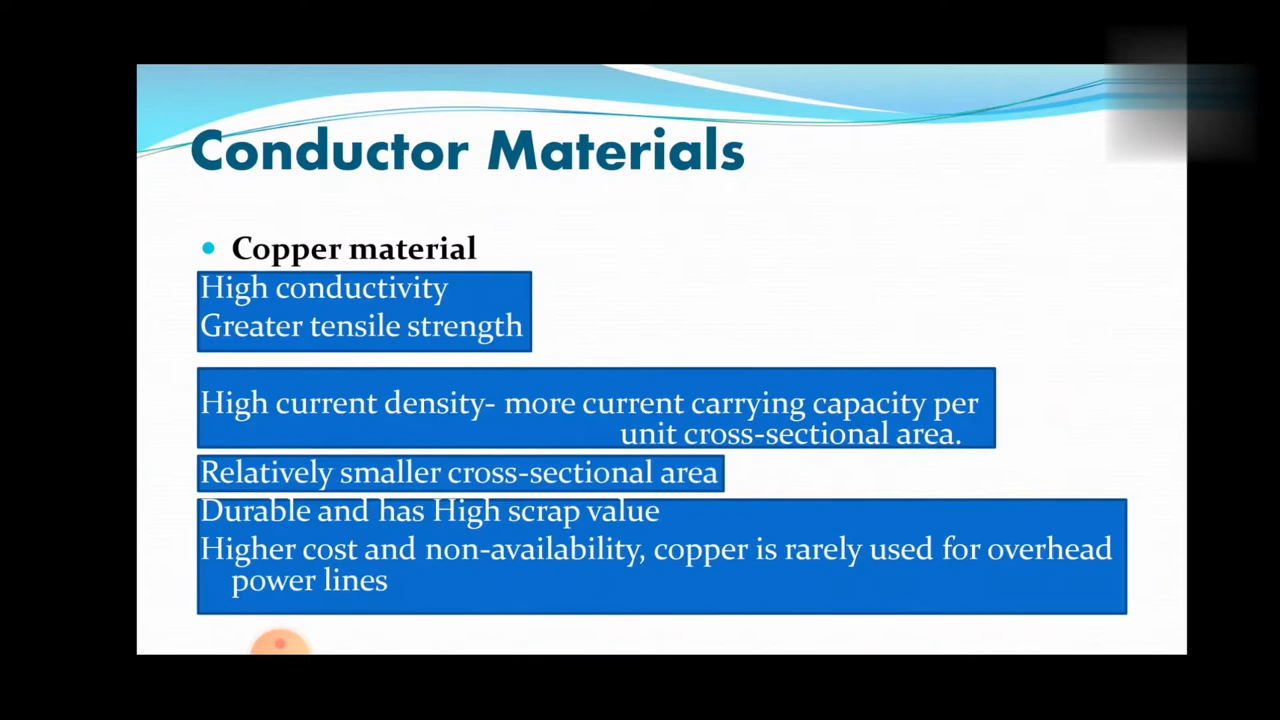 Conductor Materials
• Copper material
High conductivity
Greater tensile strength
High current density- more current carrying capacity per
unit cross-sectional area.
Relatively smaller cross-sectional area
Durable and has High scrap value
Higher cost and non-availability, copper is rarely used for overhead
power lines